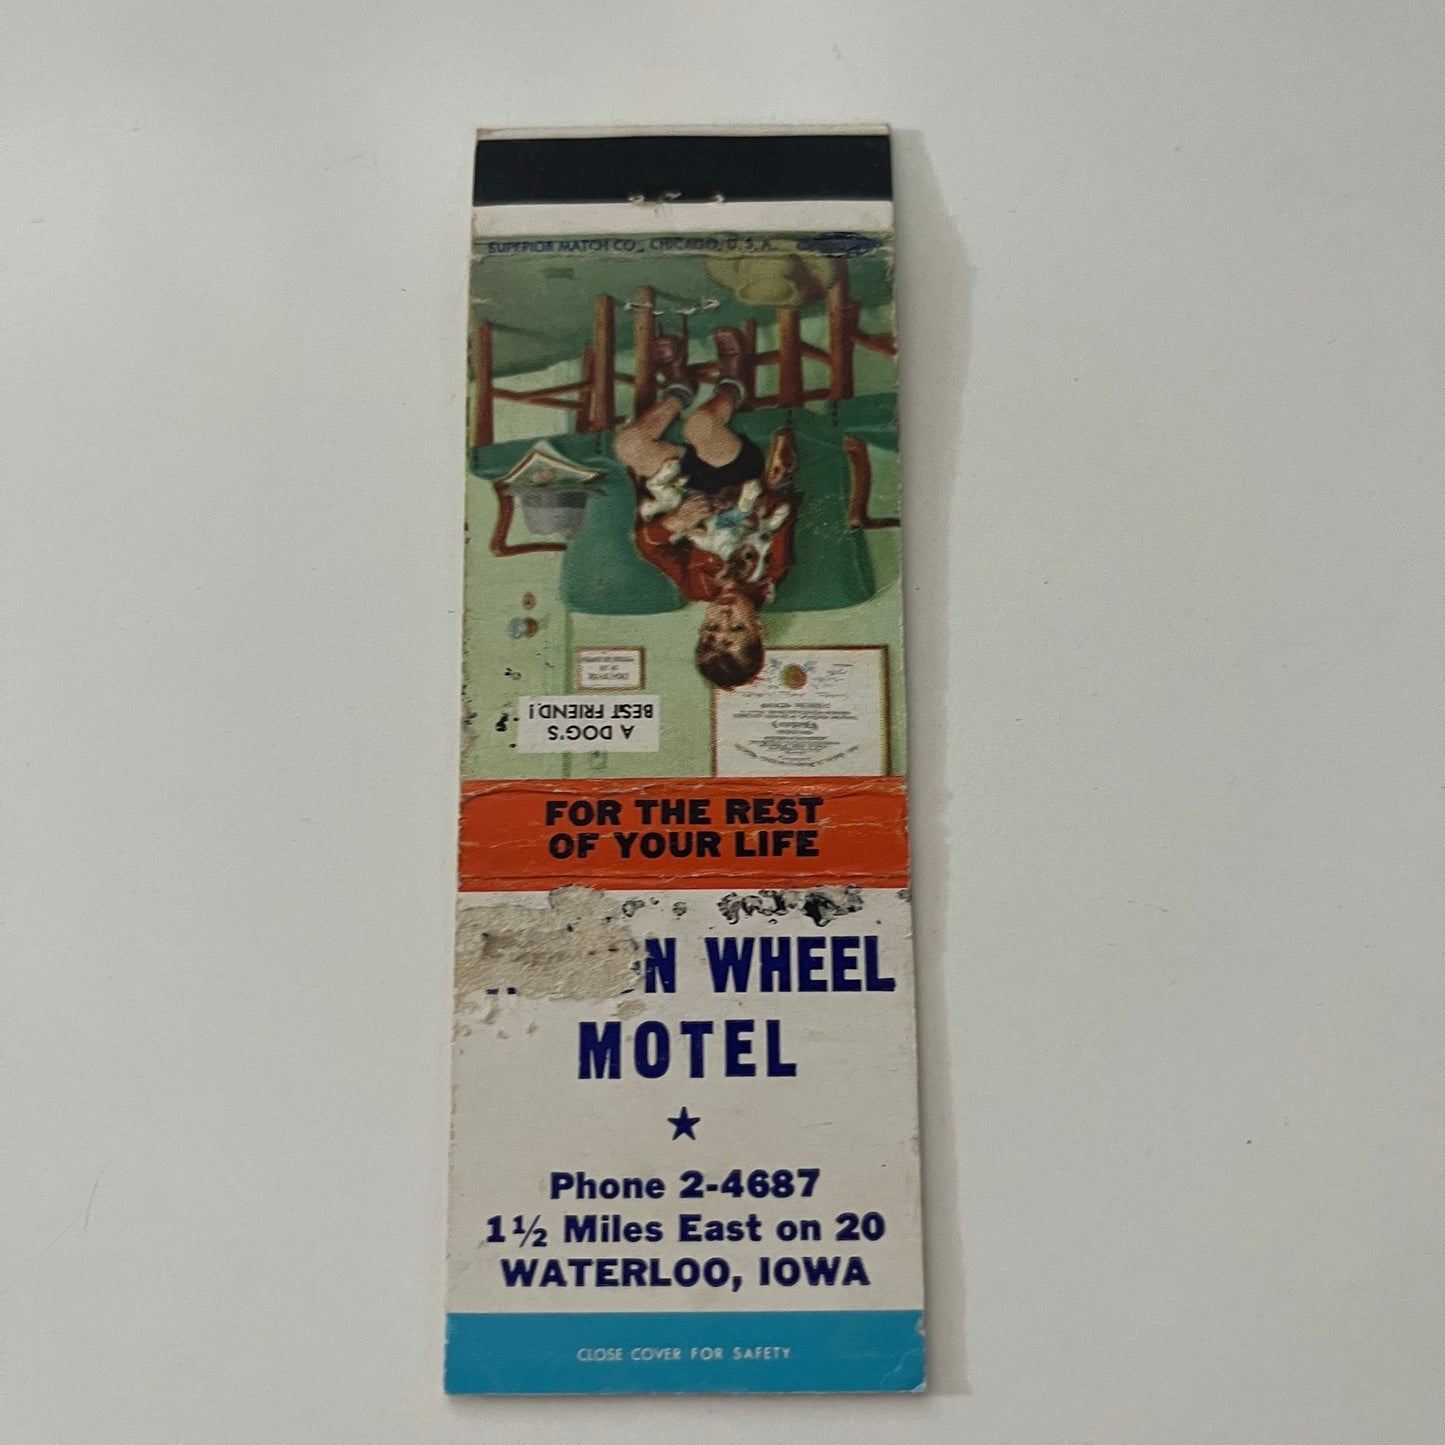 SUPERIOR MATCH CO., CHICAGO, U.S.A.
A DOG'S
BEST FRIEND!
FOR THE REST
OF YOUR LIFE
WHEEL
MOTEL
★
Phone 2-4687
1½ Miles East on 20
WATERLOO, IOWA
CLOSE COVER FOR SAFETY